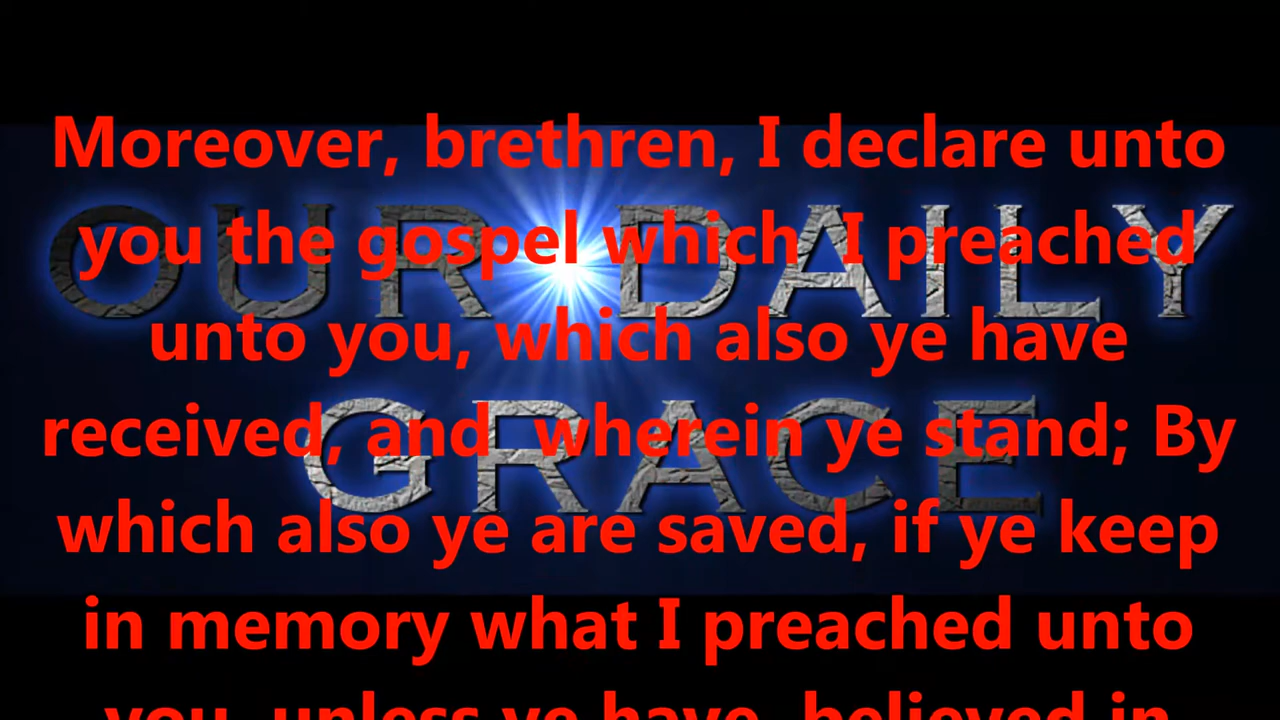 Moreover, brethren, I declare unto
you the gospel which I preached
OUR DAILY
unto you, which also ye have
received, and wherein ye stand; By
GRACE
which also ye are saved, if ye keep
in memory what I preached unto
you, unless ye have believed in